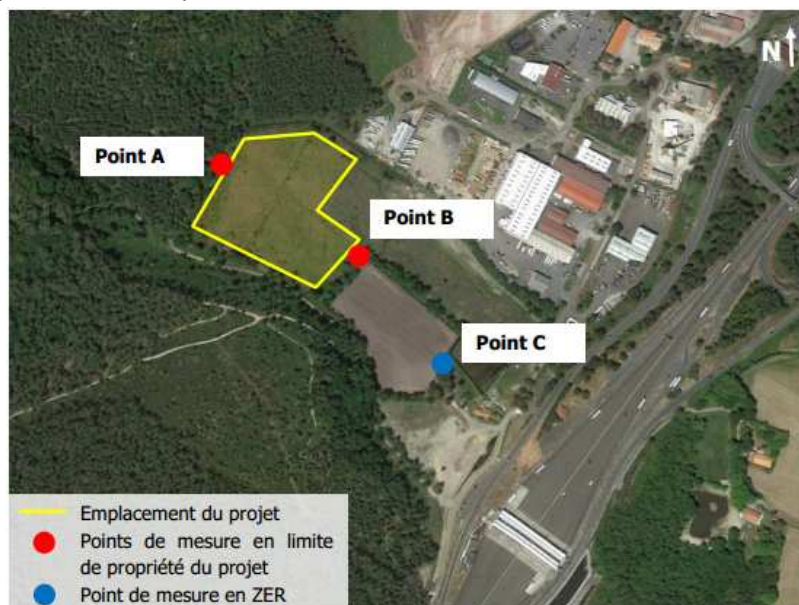 N
Point A
Point B
Point C
Emplacement du projet
Points de mesure en limite
de propriété du projet
Point de mesure en ZER